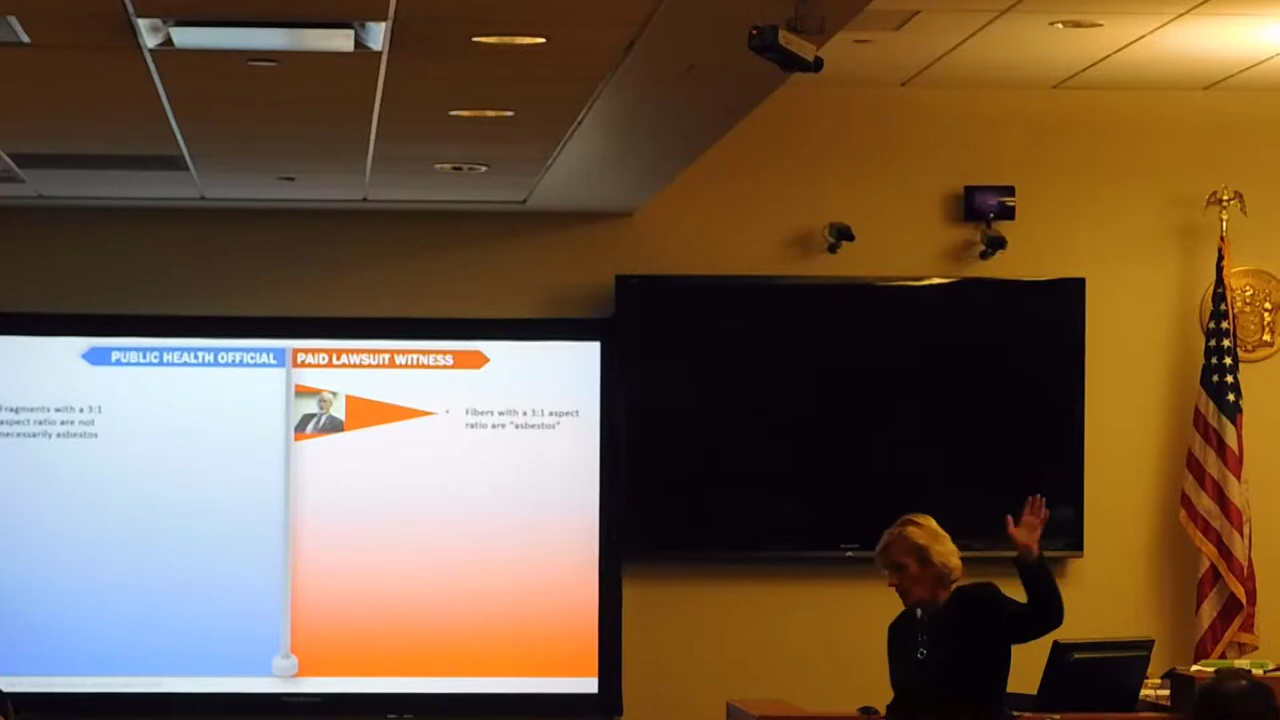 PUBLIC HEALTH OFFICIAL
PAID LAWSUIT WITNESS
Fragments with a 3:1
aspect ratio are not
necessarily asbestos
Fibers with a 3:1 aspect
ratio are "asbestos"